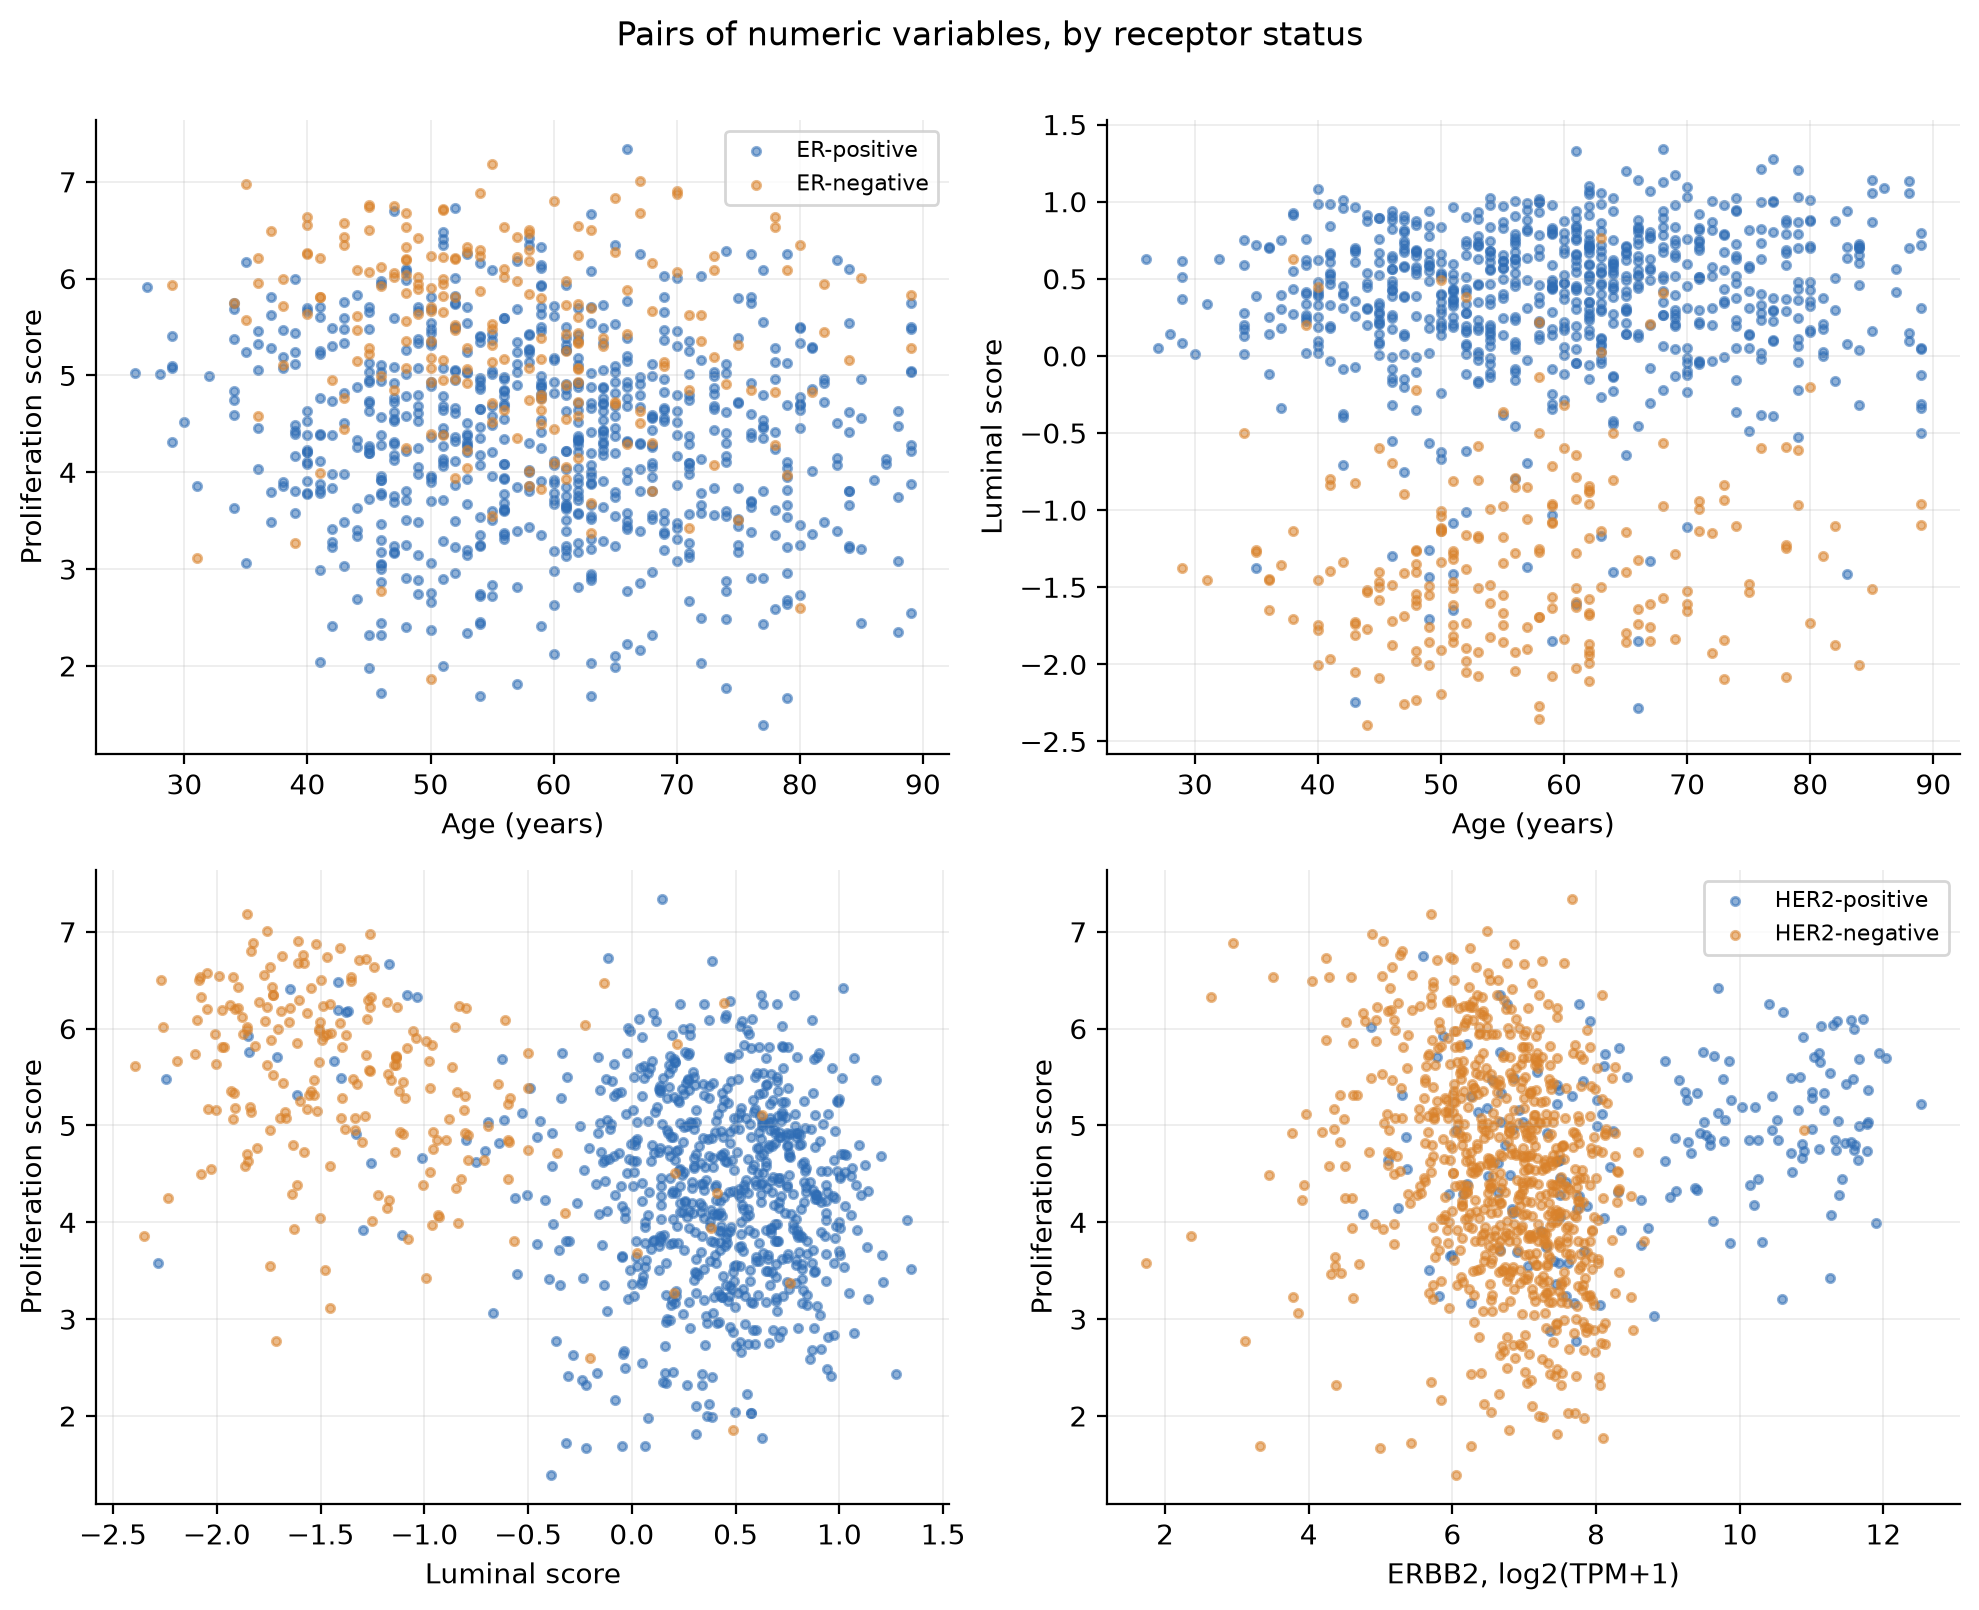 Pairs of numeric variables, by receptor status
ER-positive
ER-negative
7
6
5
4
3
2
Proliferation score
30 40 50 60 70 80 90
Age (years)
1.5
1.0
0.5
0.0
−0.5
−1.0
−1.5
−2.0
−2.5
Luminal score
30 40 50 60 70 80 90
Age (years)
7
6
5
4
3
2
Proliferation score
−2.5 −2.0 −1.5 −1.0 −0.5 0.0 0.5 1.0 1.5
Luminal score
HER2-positive
HER2-negative
7
6
5
4
3
2
Proliferation score
2 4 6 8 10 12
ERBB2, log2(TPM+1)